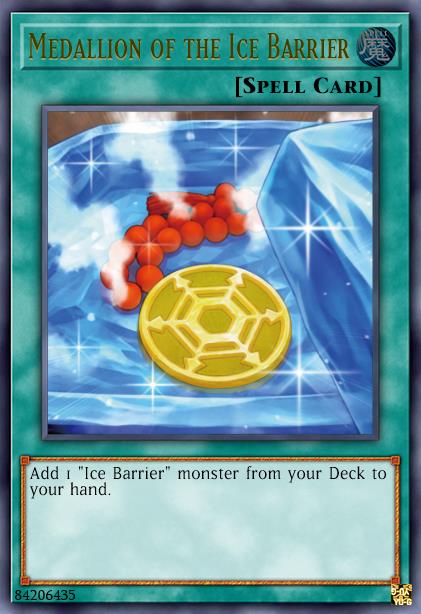 Medallion of the Ice Barrier
[Spell Card]
Add 1 "Ice Barrier" monster from your Deck to
your hand.
84206435